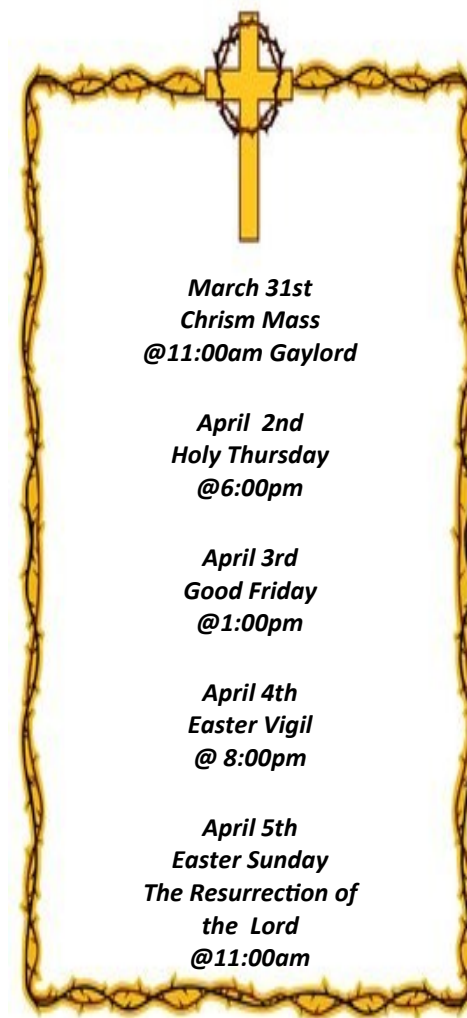 March 31st
Chrism Mass
@11:00am Gaylord
April  2nd
Holy Thursday
@6:00pm
April 3rd
Good Friday
@1:00pm
April 4th
Easter Vigil
@ 8:00pm
April 5th
Easter Sunday
The Resurrection of
the  Lord
@11:00am